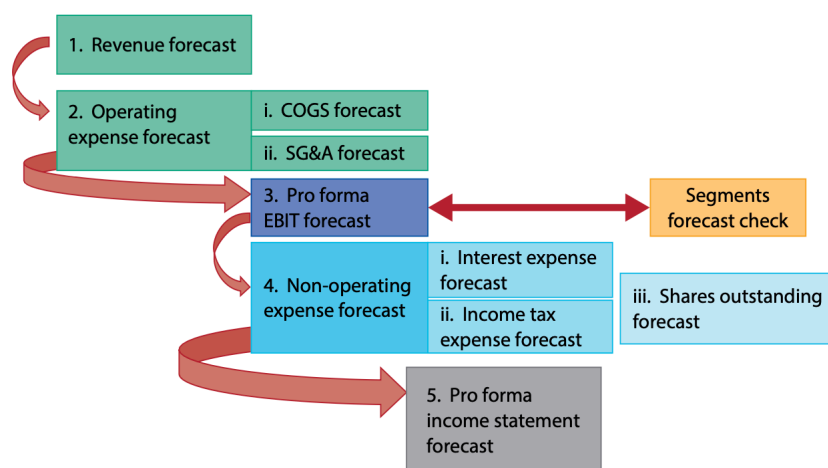 1. Revenue forecast
2. Operating
expense forecast
i. COGS forecast
ii. SG&A forecast
3. Pro forma
EBIT forecast
Segments
forecast check
4. Non-operating
expense forecast
i. Interest expense
forecast
ii. Income tax
expense forecast
iii. Shares outstanding
forecast
5. Pro forma
income statement
forecast